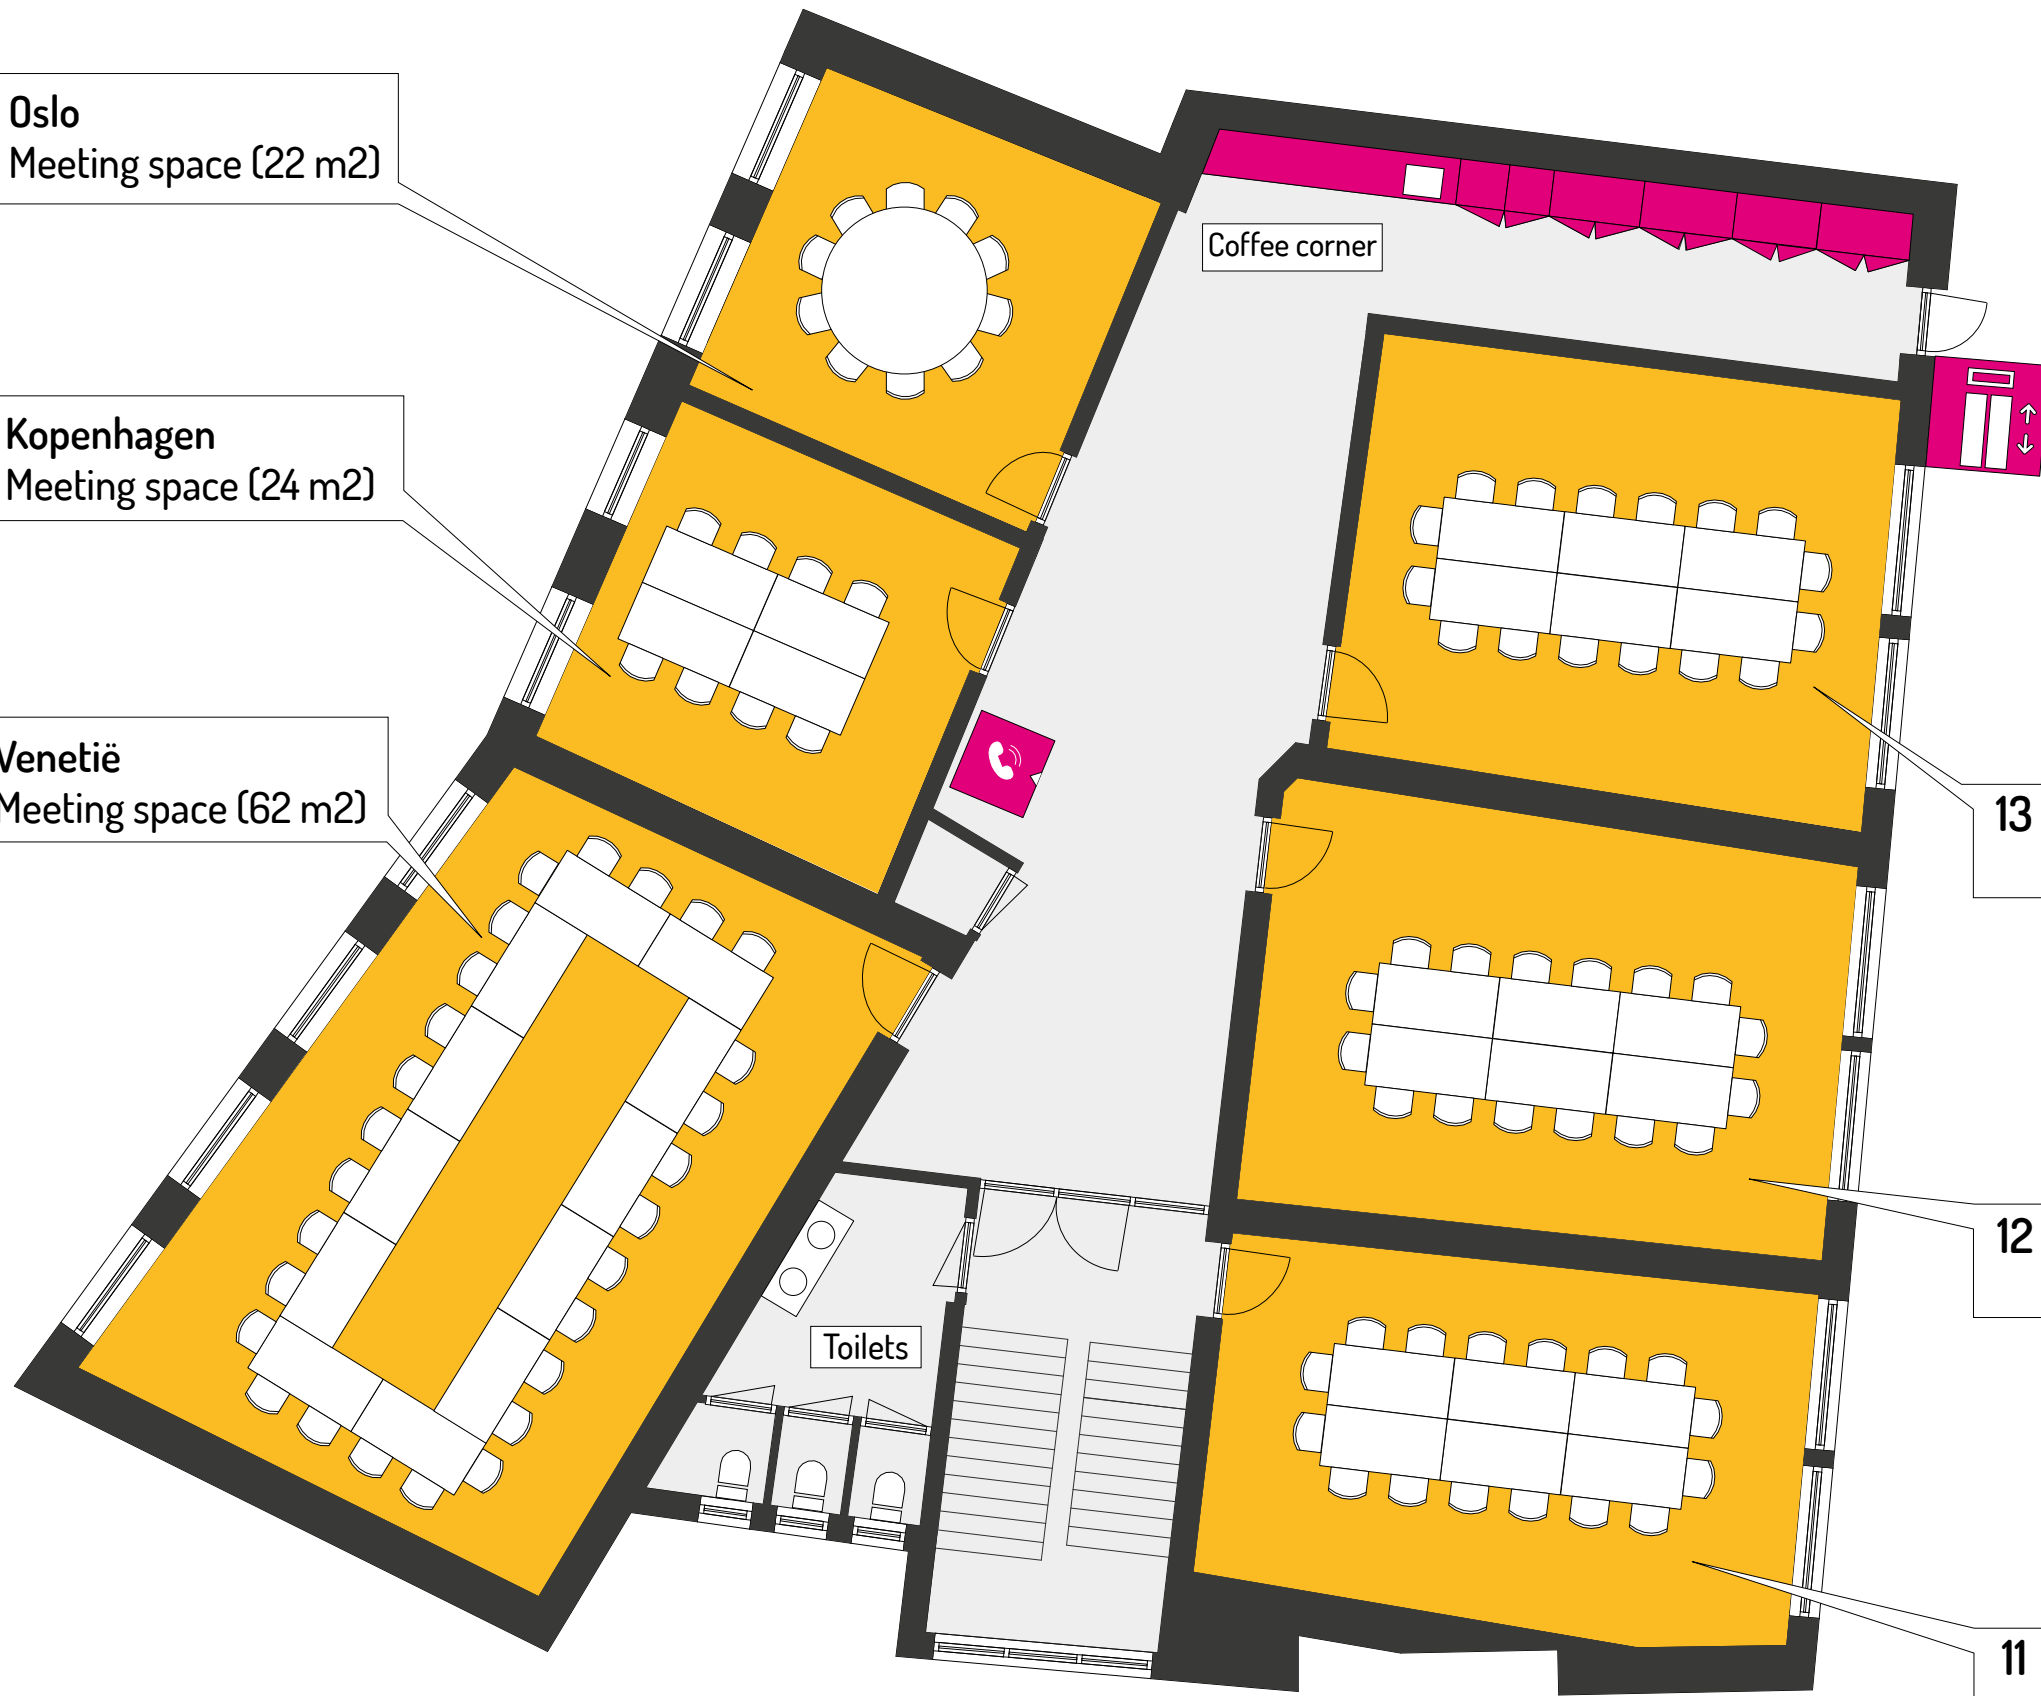 Oslo
Meeting space (22 m2)
Coffee corner
Kopenhagen
Meeting space (24 m2)
Venetië
Meeting space (62 m2)
13
12
Toilets
11